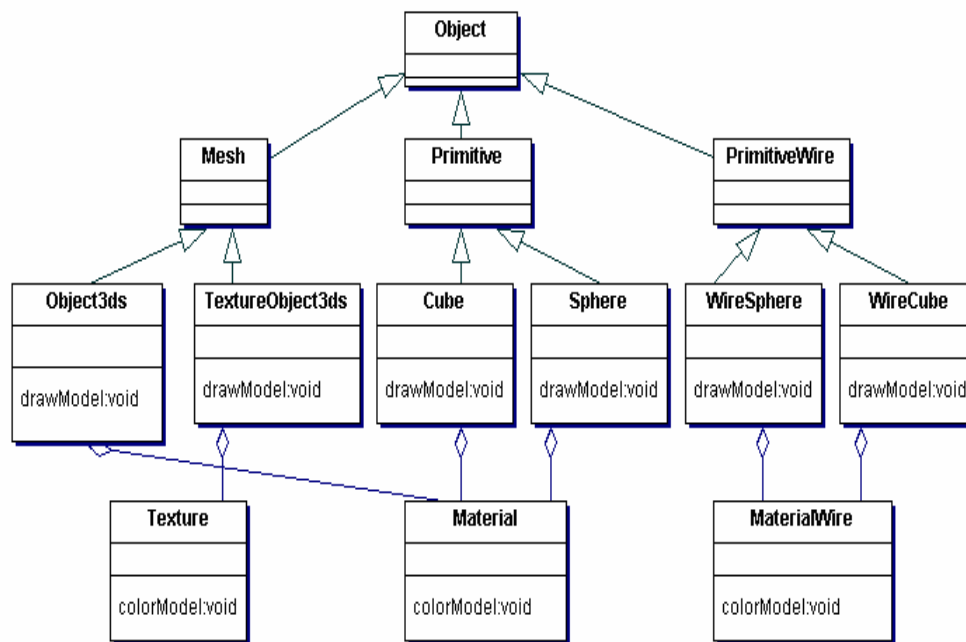 Object
Mesh
Primitive
PrimitiveWire
Object3ds
TextureObject3ds
Cube
Sphere
WireSphere
WireCube
drawModel:void
drawModel:void
drawModel:void
drawModel:void
drawModel:void
drawModel:void
Texture
Material
MaterialWire
colorModel:void
colorModel:void
colorModel:void